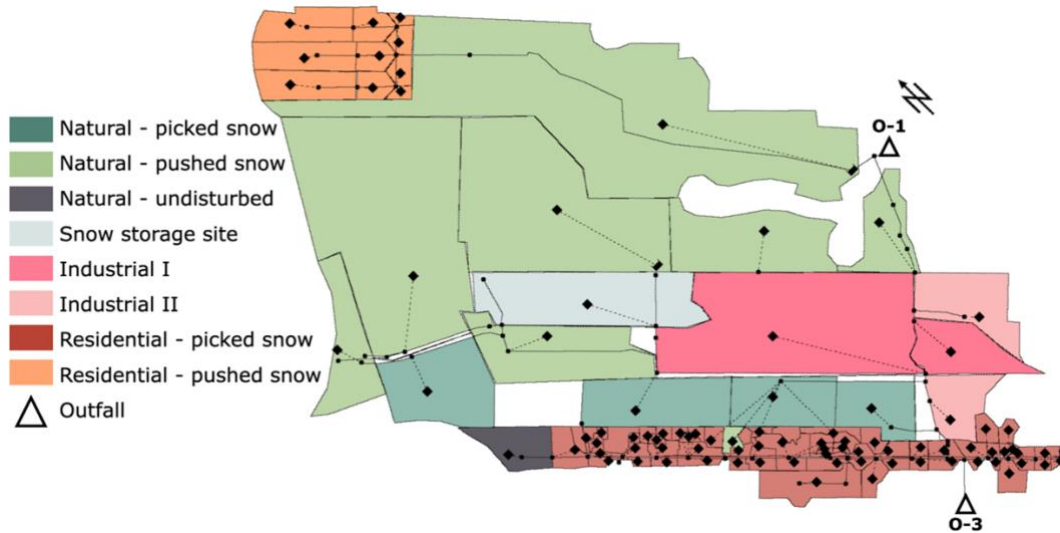 N
O-1
Natural - picked snow
Natural - pushed snow
Natural - undisturbed
Snow storage site
Industrial I
Industrial II
Residential - picked snow
Residential - pushed snow
Outfall
O-3